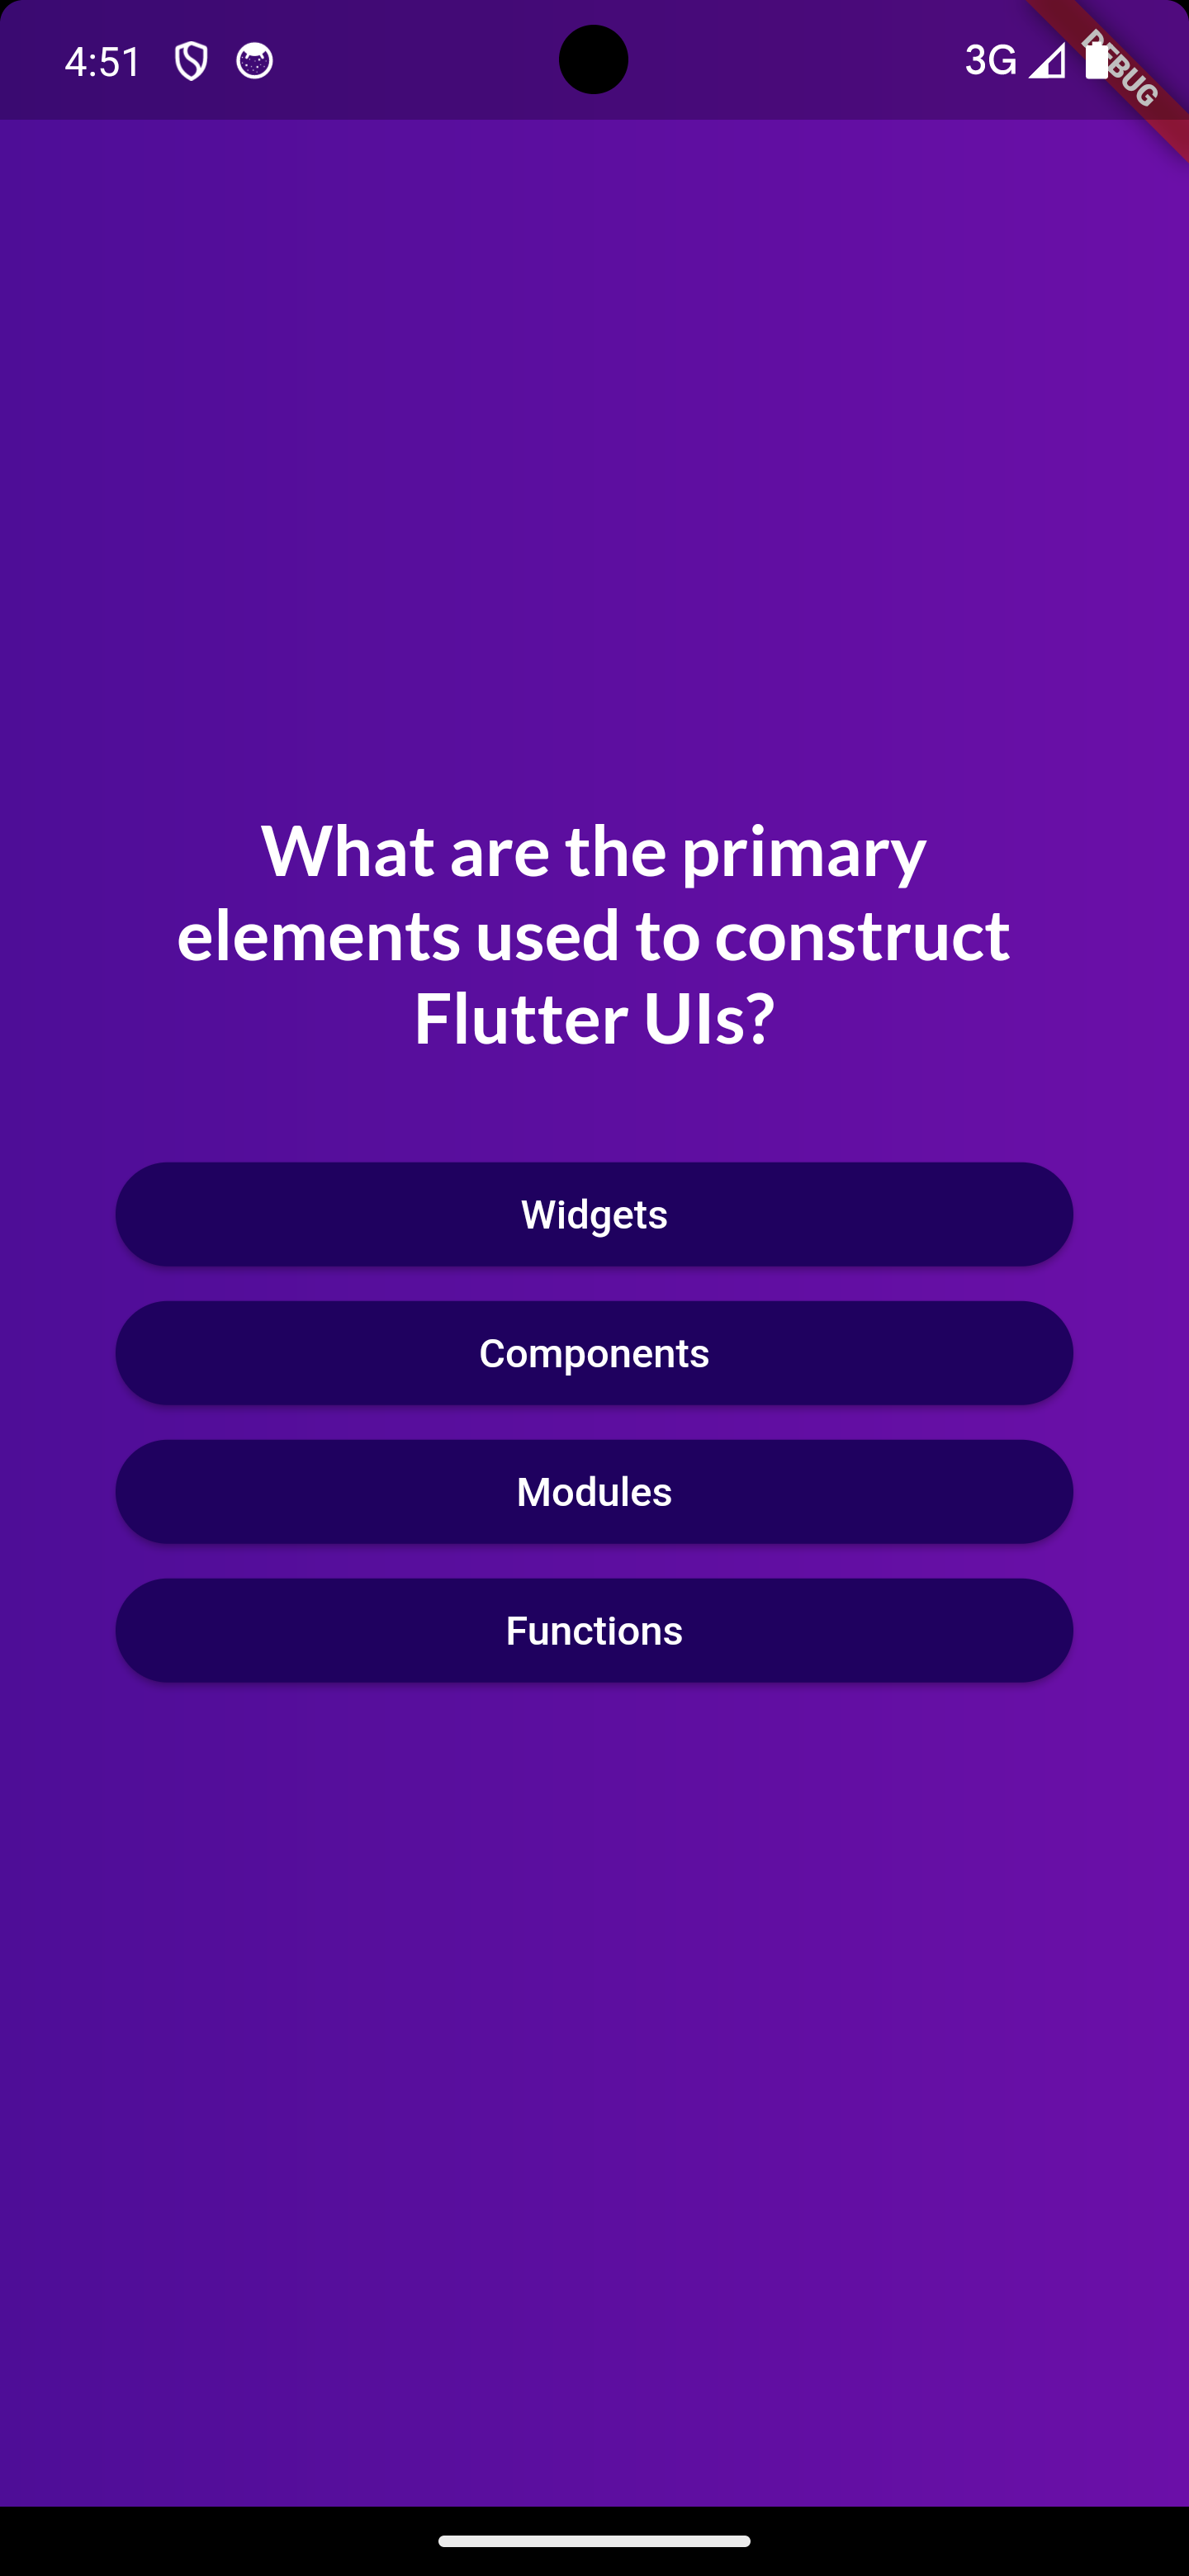 4:51
3G
DEBUG
What are the primary
elements used to construct
Flutter UIs?
Widgets
Components
Modules
Functions